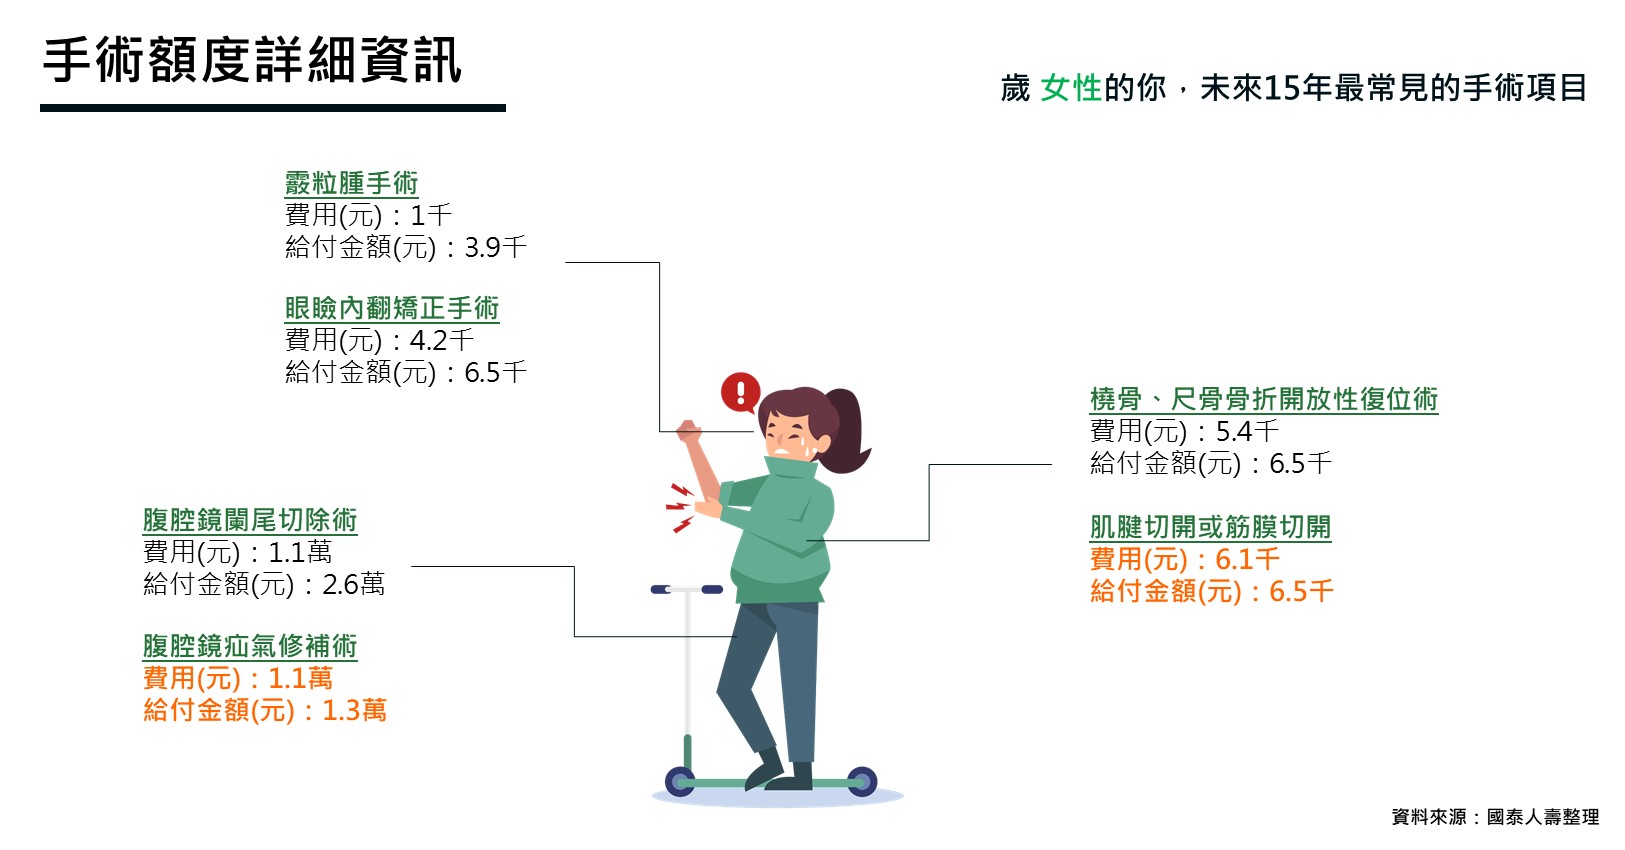 手術額度詳細資訊
歲 女性的你，未來15年最常見的手術項目
霰粒腫手術
費用(元)：1千
給付金額(元)：3.9千
眼瞼內翻矯正手術
費用(元)：4.2千
給付金額(元)：6.5千
橈骨、尺骨骨折開放性復位術
費用(元)：5.4千
給付金額(元)：6.5千
肌腱切開或筋膜切開
費用(元)：6.1千
給付金額(元)：6.5千
腹腔鏡闌尾切除術
費用(元)：1.1萬
給付金額(元)：2.6萬
腹腔鏡疝氣修補術
費用(元)：1.1萬
給付金額(元)：1.3萬
資料來源：國泰人壽整理